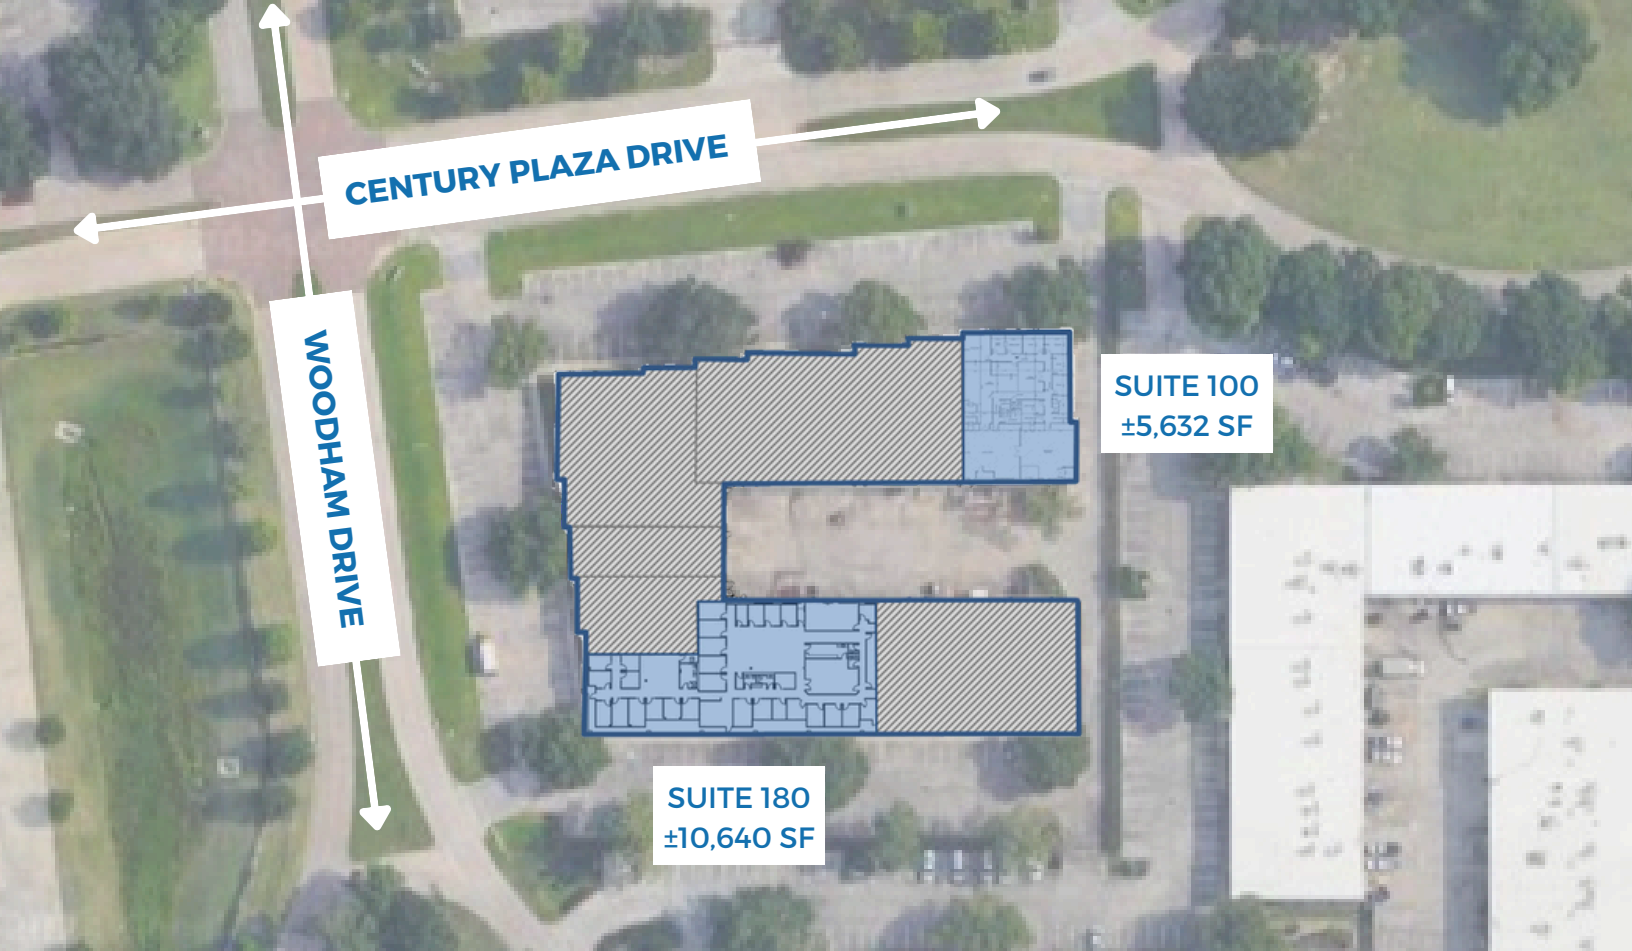 CENTURY PLAZA DRIVE
WOODHAM DRIVE
SUITE 100
±5,632 SF
SUITE 180
±10,640 SF